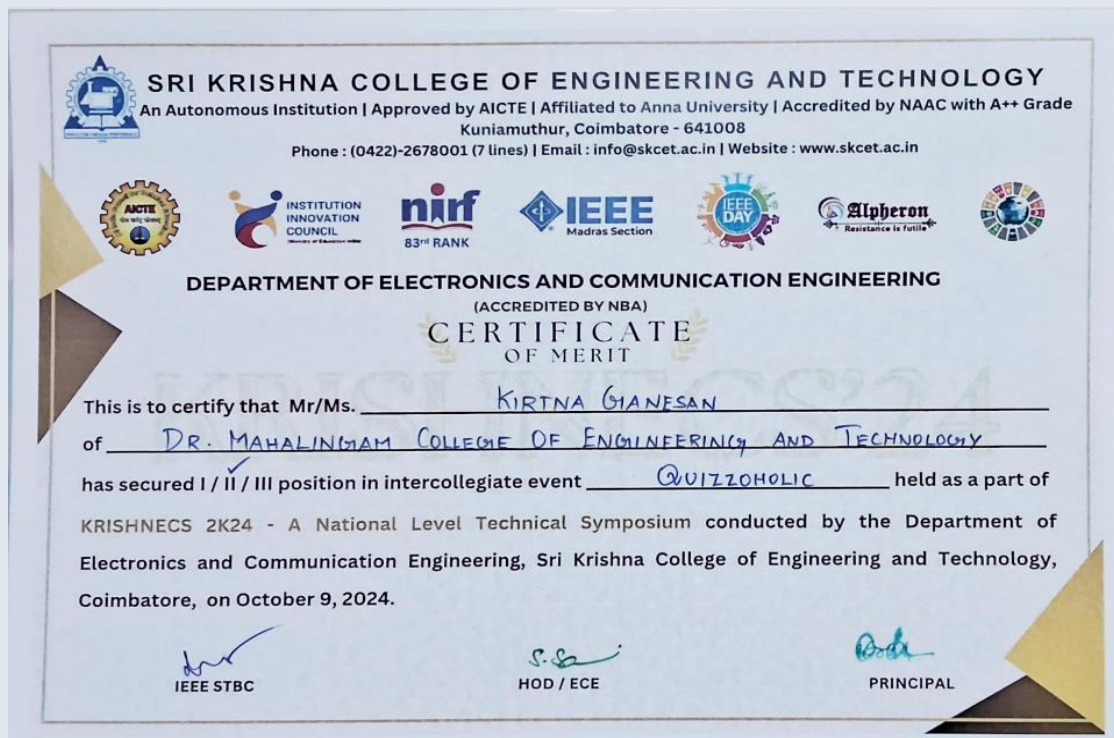 SRI KRISHNA COLLEGE OF ENGINEERING AND TECHNOLOGY
An Autonomous Institution | Approved by AICTE | Affiliated to Anna University | Accredited by NAAC with A++ Grade
Kuniamuthur, Coimbatore - 641008
Phone : (0422)-2678001 (7 lines) | Email : info@skcet.ac.in | Website : www.skcet.ac.in
AICTE
INSTITUTION
INNOVATION
COUNCIL
nirf
83rd RANK
IEEE
Madras Section
IEEE
DAY
Alpheron
Resistance is futile
DEPARTMENT OF ELECTRONICS AND COMMUNICATION ENGINEERING
(ACCREDITED BY NBA)
CERTIFICATE
OF MERIT
This is to certify that Mr/Ms. KIRTNA GANESAN
of DR. MAHALINGAM COLLEGE OF ENGINEERING AND TECHNOLOGY
has secured I / II / III position in intercollegiate event QUIZZOHOLIC held as a part of
KRISHNECS 2K24 - A National Level Technical Symposium conducted by the Department of
Electronics and Communication Engineering, Sri Krishna College of Engineering and Technology,
Coimbatore, on October 9, 2024.
IEEE STBC
HOD / ECE
PRINCIPAL